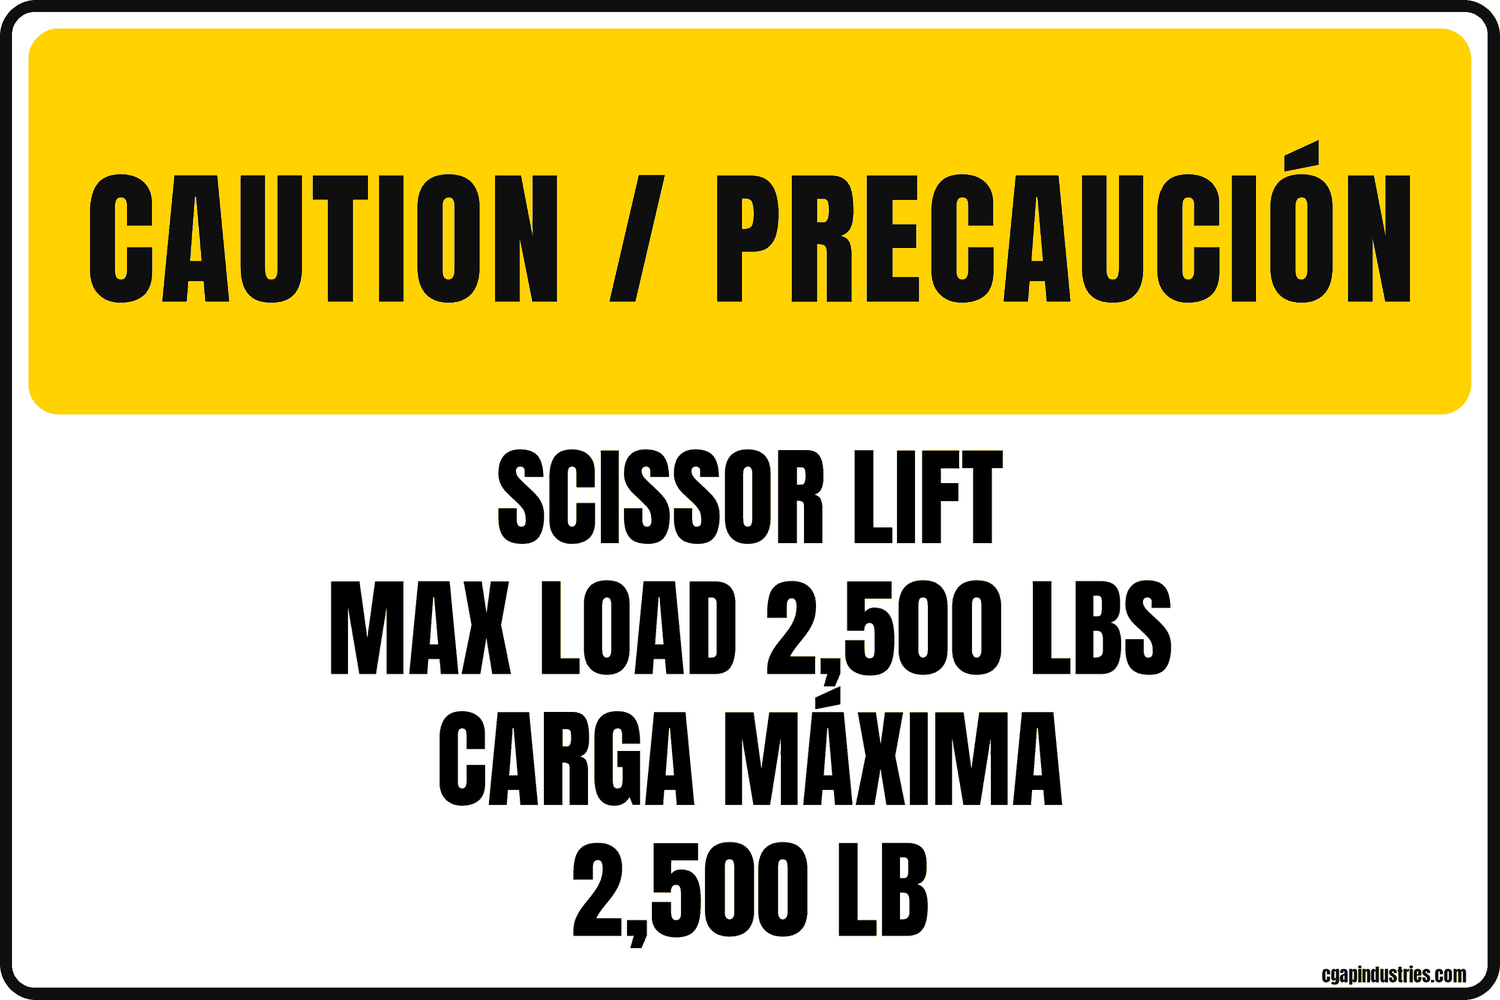 CAUTION / PRECAUCIÓN
SCISSOR LIFT
MAX LOAD 2,500 LBS
CARGA MÁXIMA
2,500 LB
cgapindustries.com